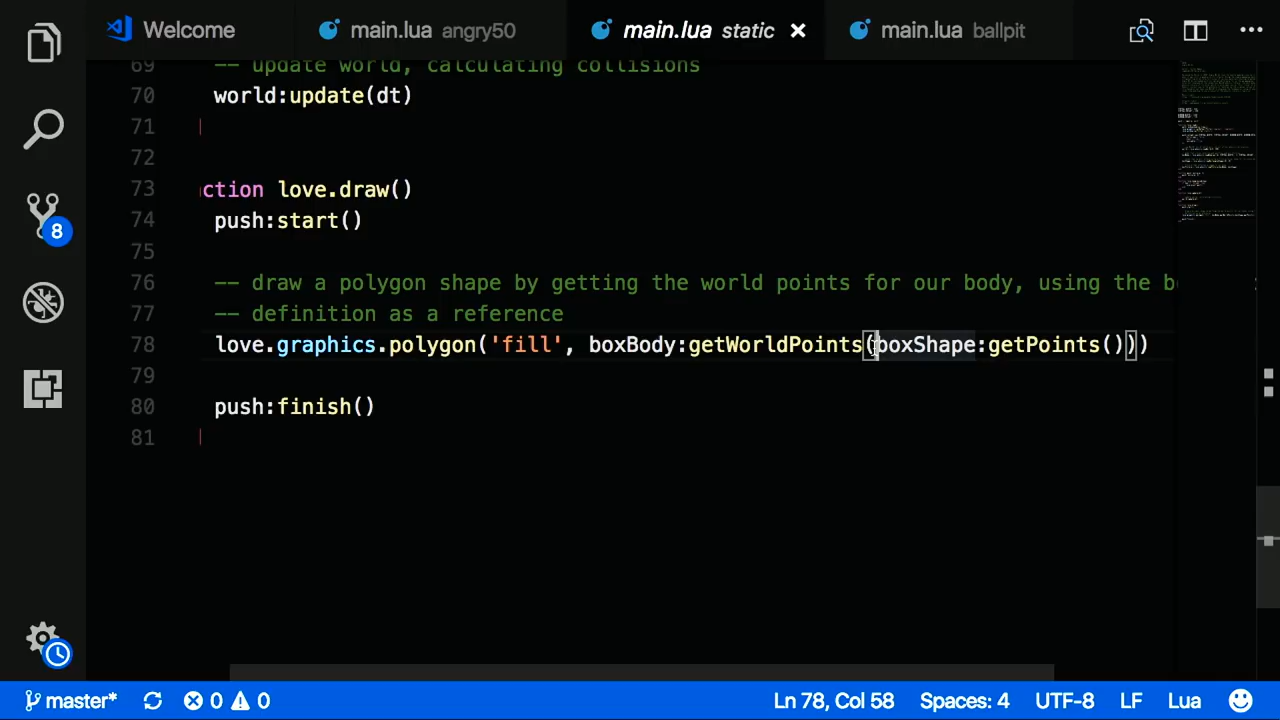 Welcome
main.lua angry50
main.lua static
main.lua ballpit
69 -- update world, calculating collisions
70 world:update(dt)
71
72
73 ction love.draw()
74 push:start()
75
76 -- draw a polygon shape by getting the world points for our body, using the b
77 -- definition as a reference
78 love.graphics.polygon('fill', boxBody:getWorldPoints(boxShape:getPoints()))
79
80 push:finish()
81
8
master* 0 0 Ln 78, Col 58 Spaces: 4 UTF-8 LF Lua